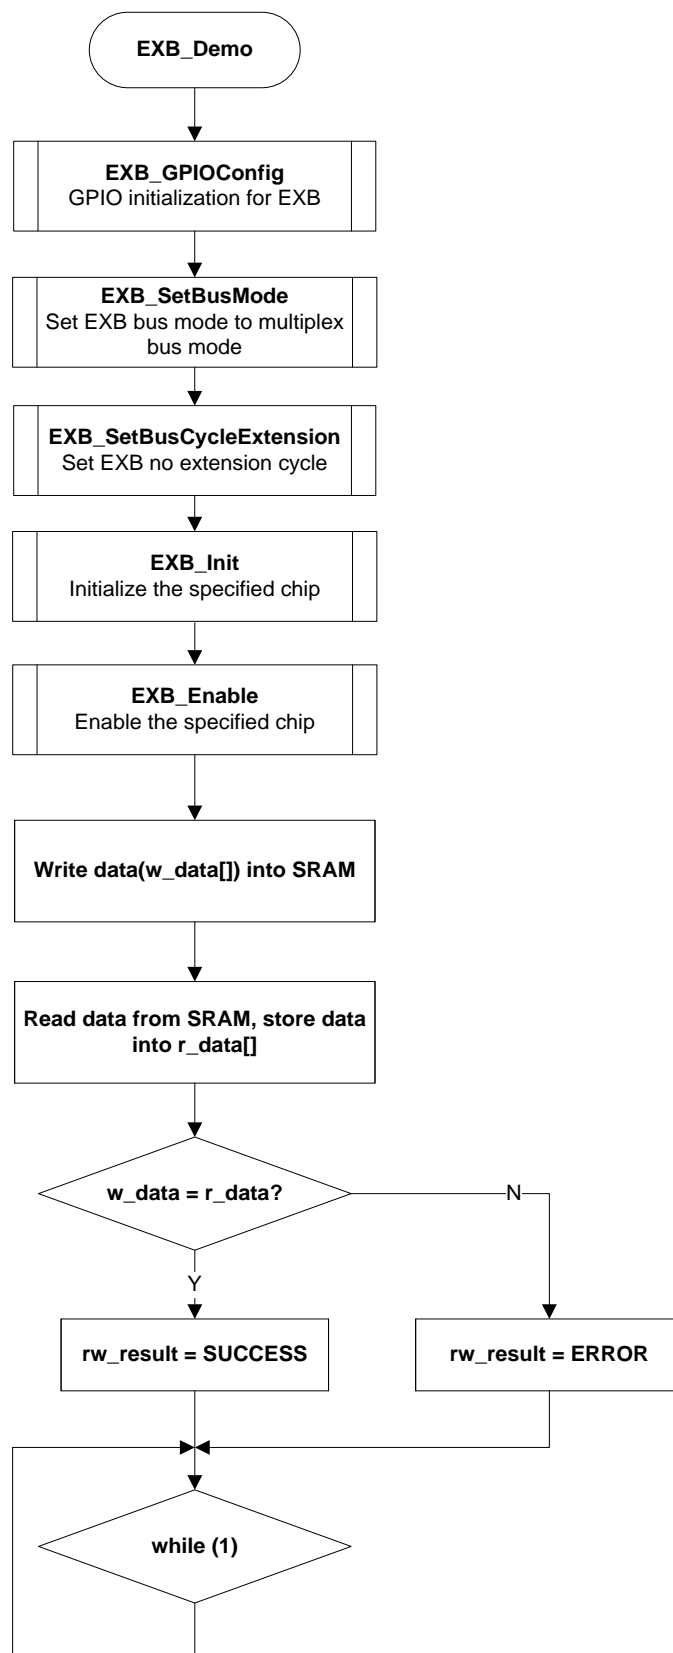 EXB_Demo
EXB_GPIOConfig
GPIO initialization for EXB
EXB_SetBusMode
Set EXB bus mode to multiplex
bus mode
EXB_SetBusCycleExtension
Set EXB no extension cycle
EXB_Init
Initialize the specified chip
EXB_Enable
Enable the specified chip
Write data(w_data[]) into SRAM
Read data from SRAM, store data
into r_data[]
w_data = r_data?
N
Y
rw_result = SUCCESS
rw_result = ERROR
while (1)